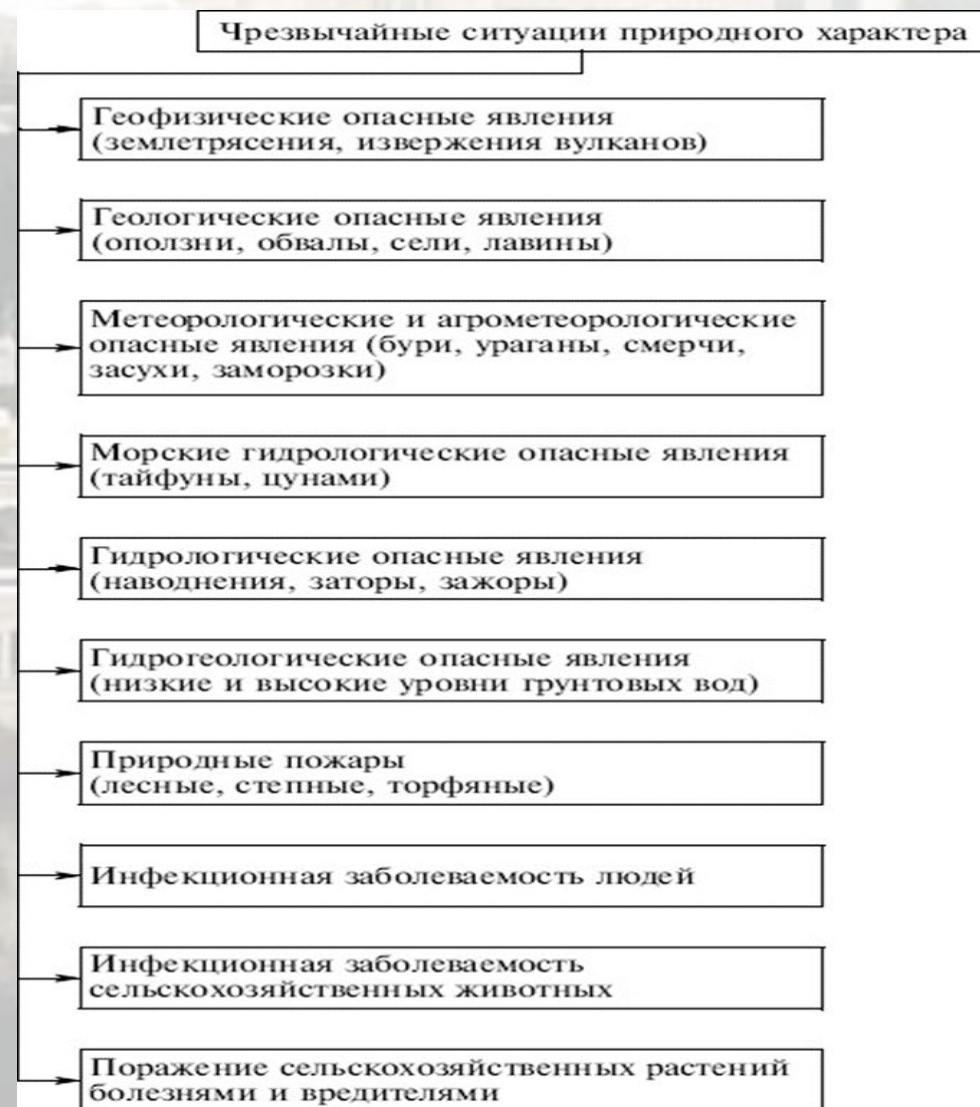 Чрезвычайные ситуации природного характера
Геофизические опасные явления
(землетрясения, извержения вулканов)
Геологические опасные явления
(оползни, обвалы, сели, лавины)
Метеорологические и агрометеорологические
опасные явления (бури, ураганы, смерчи,
засухи, заморозки)
Морские гидрологические опасные явления
(тайфуны, цунами)
Гидрологические опасные явления
(наводнения, заторы, зажоры)
Гидрогеологические опасные явления
(низкие и высокие уровни грунтовых вод)
Природные пожары
(лесные, степные, торфяные)
Инфекционная заболеваемость людей
Инфекционная заболеваемость
сельскохозяйственных животных
Поражение сельскохозяйственных растений
болезнями и вредителями